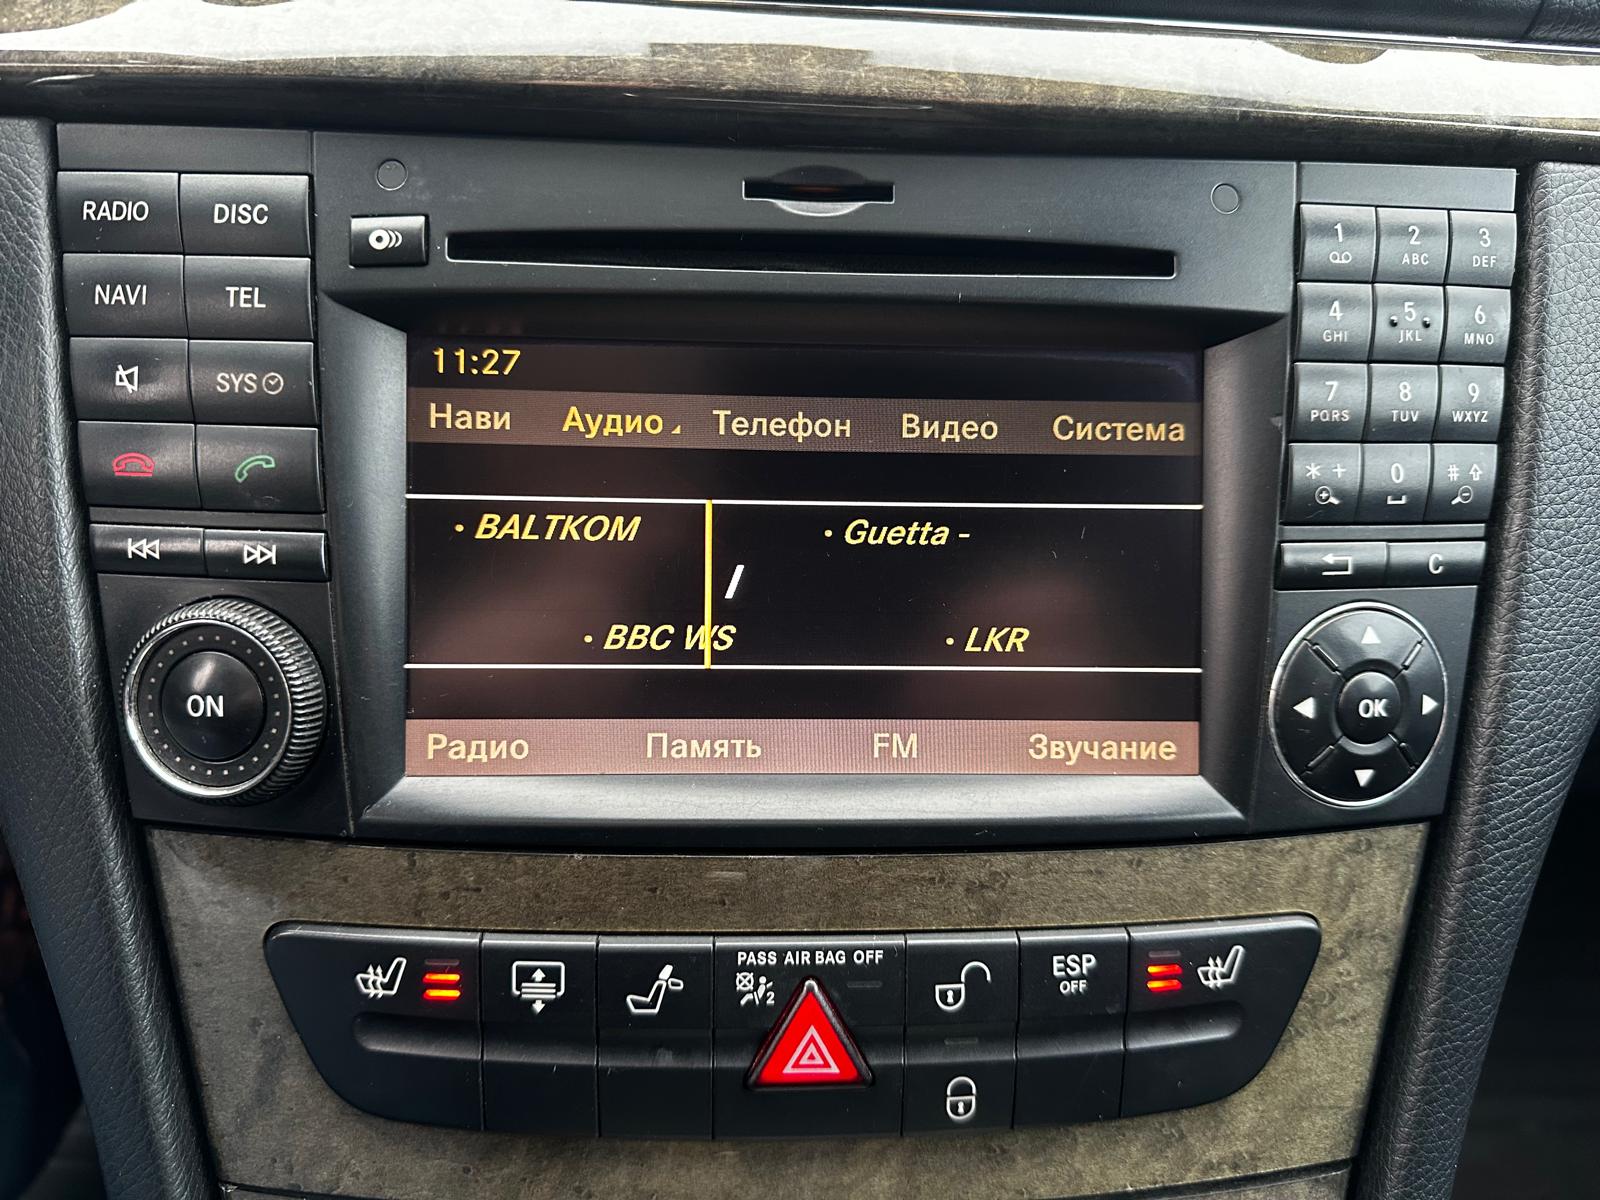 RADIO DISC
NAVI TEL
SYS
ON
11:27
Нави Аудио Телефон Видео Система
• BALTKOM • Guetta -
/
• BBC WS • LKR
Радио Память FM Звучание
1 2 ABC 3 DEF
4 GHI 5 JKL 6 MNO
7 PQRS 8 TUV 9 WXYZ
* + 0 #
C
OK
PASS AIR BAG OFF
2
ESP
OFF